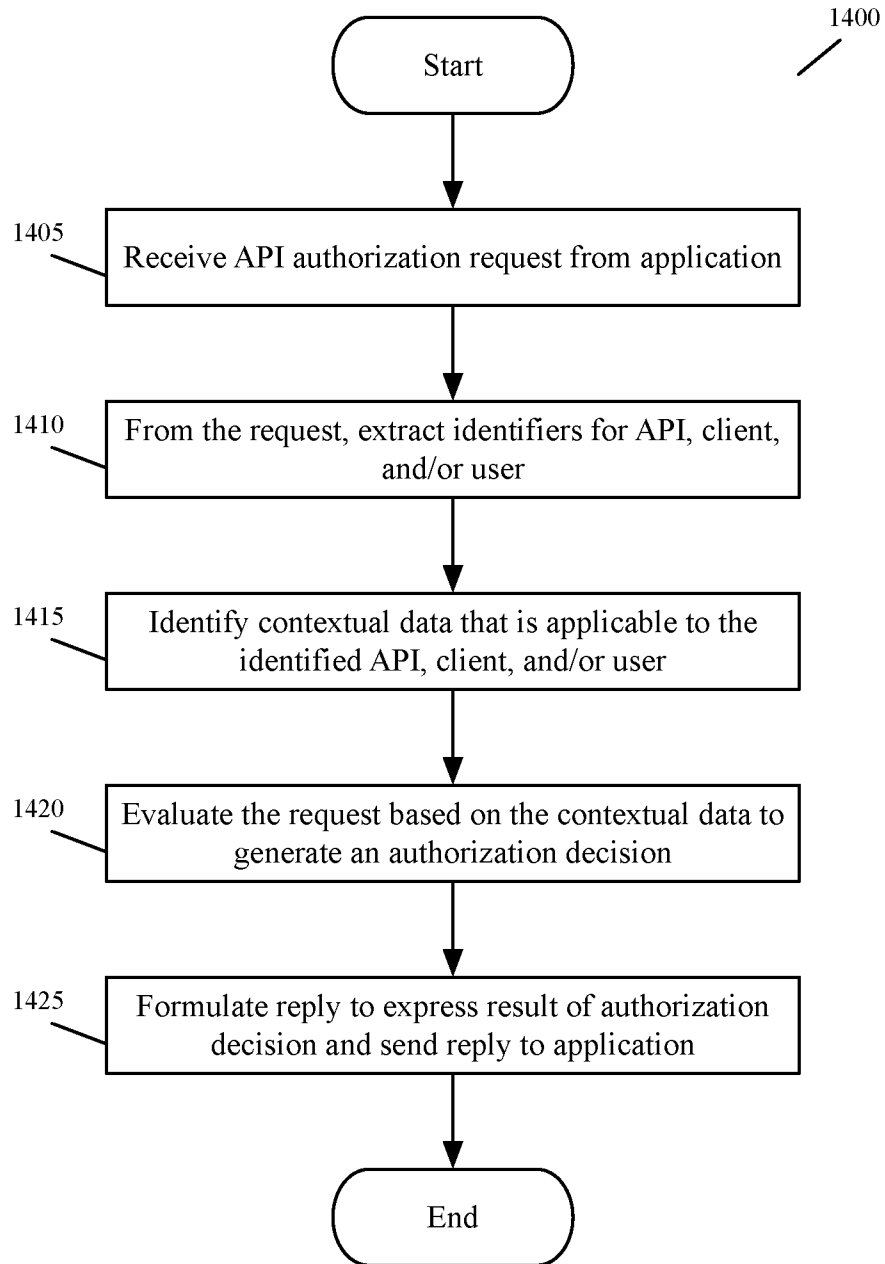 1400
Start
1405
Receive API authorization request from application
1410
From the request, extract identifiers for API, client,
and/or user
1415
Identify contextual data that is applicable to the
identified API, client, and/or user
1420
Evaluate the request based on the contextual data to
generate an authorization decision
1425
Formulate reply to express result of authorization
decision and send reply to application
End